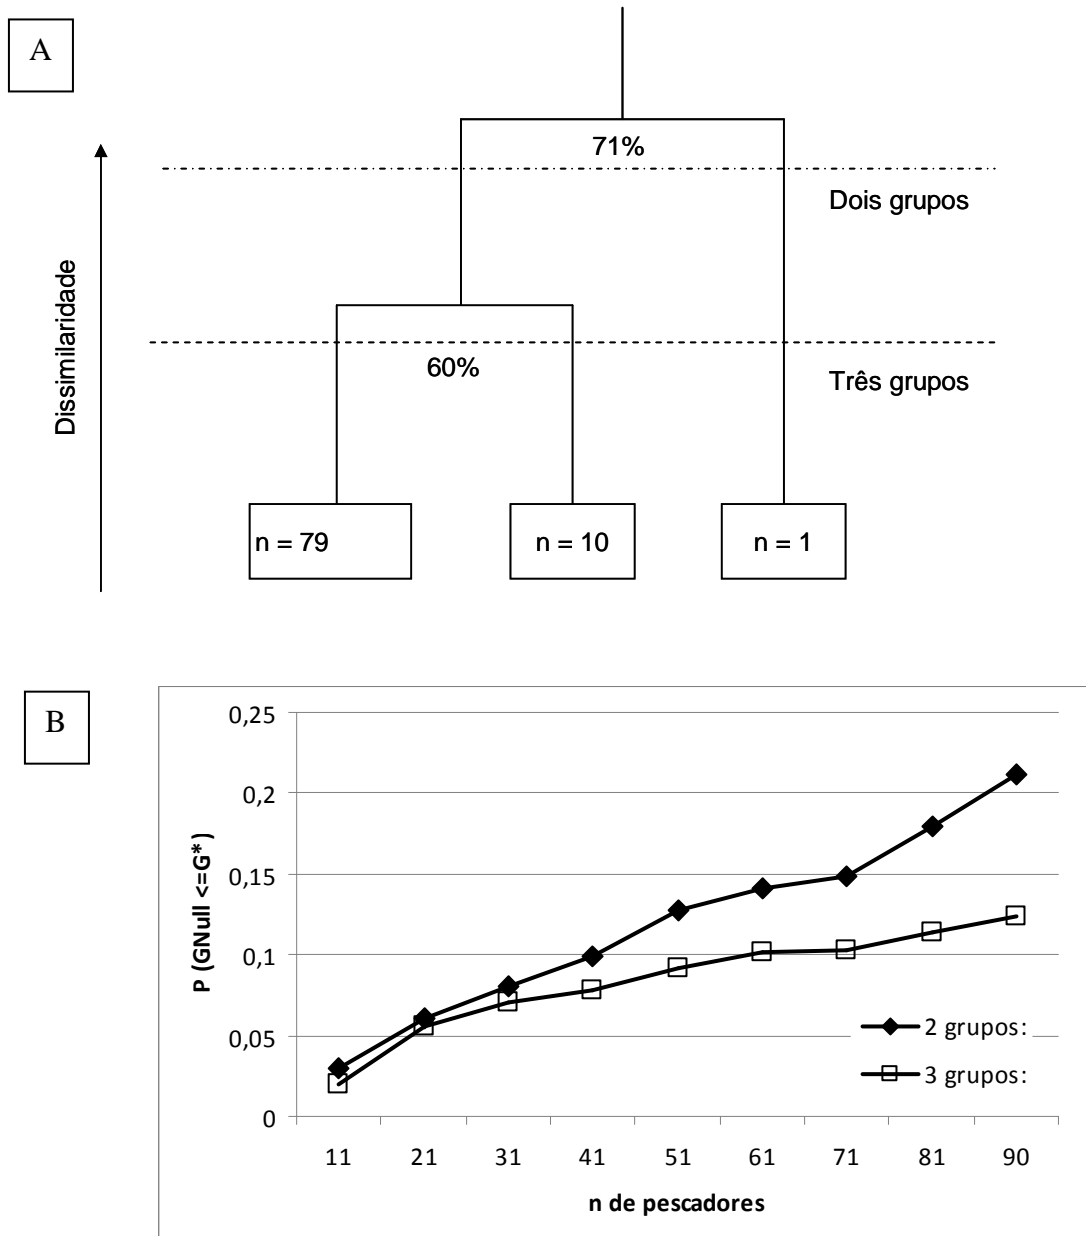 A
71%
Dois grupos
Dissimilaridade
60%
Três grupos
n = 79
n = 10
n = 1
B
0,25
0,2
0,15
0,1
0,05
0
P (GNull <=G*)
2 grupos:
3 grupos:
11 21 31 41 51 61 71 81 90
n de pescadores